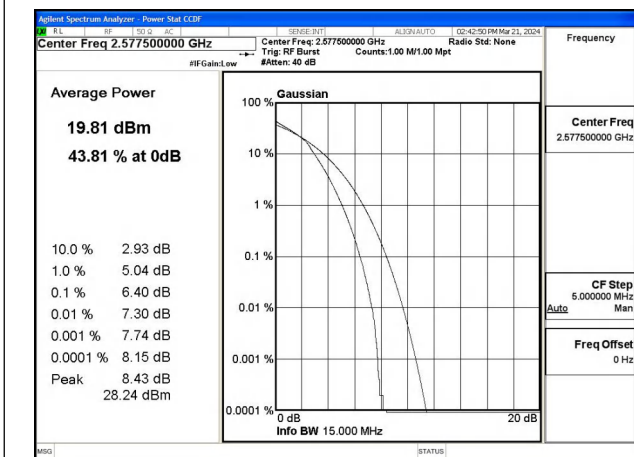 Agilent Spectrum Analyzer - Power Stat CCDF
RL RF 50 Ω AC SENSE:INT ALIGN AUTO 02:42:50 PM Mar 21, 2024
Center Freq 2.577500000 GHz
Center Freq: 2.577500000 GHz Radio Std: None
Trig: RF Burst Counts:1.00 M/1.00 Mpt
#IFGain:Low #Atten: 40 dB
Frequency
Average Power
19.81 dBm
43.81 % at 0dB
10.0 % 2.93 dB
1.0 % 5.04 dB
0.1 % 6.40 dB
0.01 % 7.30 dB
0.001 % 7.74 dB
0.0001 % 8.15 dB
Peak 8.43 dB
28.24 dBm
Gaussian
100 %
10 %
1 %
0.1 %
0.01 %
0.001 %
0.0001 %
0 dB 20 dB
Info BW 15.000 MHz
Center Freq
2.577500000 GHz
CF Step
5.000000 MHz
Auto Man
Freq Offset
0 Hz
MSG STATUS